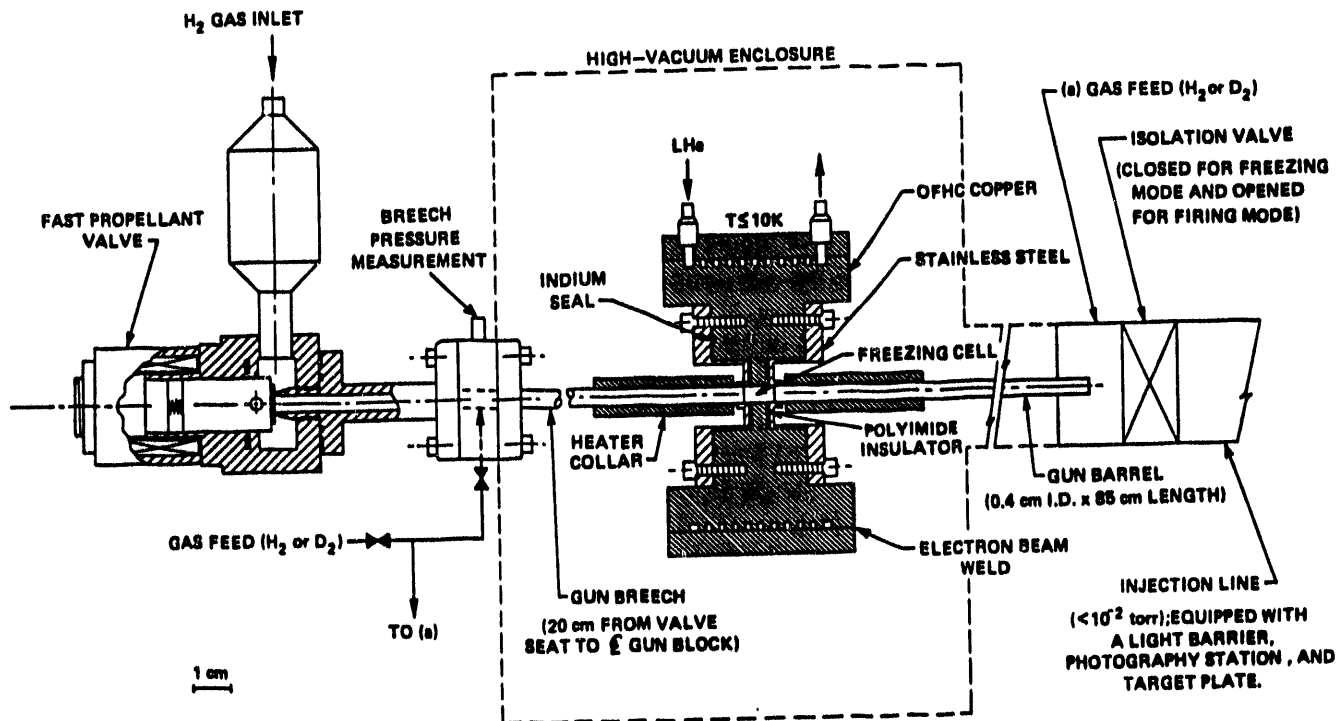 H2 GAS INLET
HIGH-VACUUM ENCLOSURE
(a) GAS FEED (H2 or D2)
ISOLATION VALVE
(CLOSED FOR FREEZING
MODE AND OPENED
FOR FIRING MODE)
LHe
OFHC COPPER
FAST PROPELLANT
VALVE
BREECH
PRESSURE
MEASUREMENT
T≤10K
STAINLESS STEEL
INDIUM
SEAL
FREEZING CELL
HEATER
COLLAR
POLYIMIDE
INSULATOR
GUN BARREL
(0.4 cm I.D. x 85 cm LENGTH)
GAS FEED (H2 or D2)
ELECTRON BEAM
WELD
TO (a)
GUN BREECH
(20 cm FROM VALVE
SEAT TO ℄ GUN BLOCK)
INJECTION LINE
(<10-2 torr);EQUIPPED WITH
A LIGHT BARRIER,
PHOTOGRAPHY STATION, AND
TARGET PLATE.
1 cm